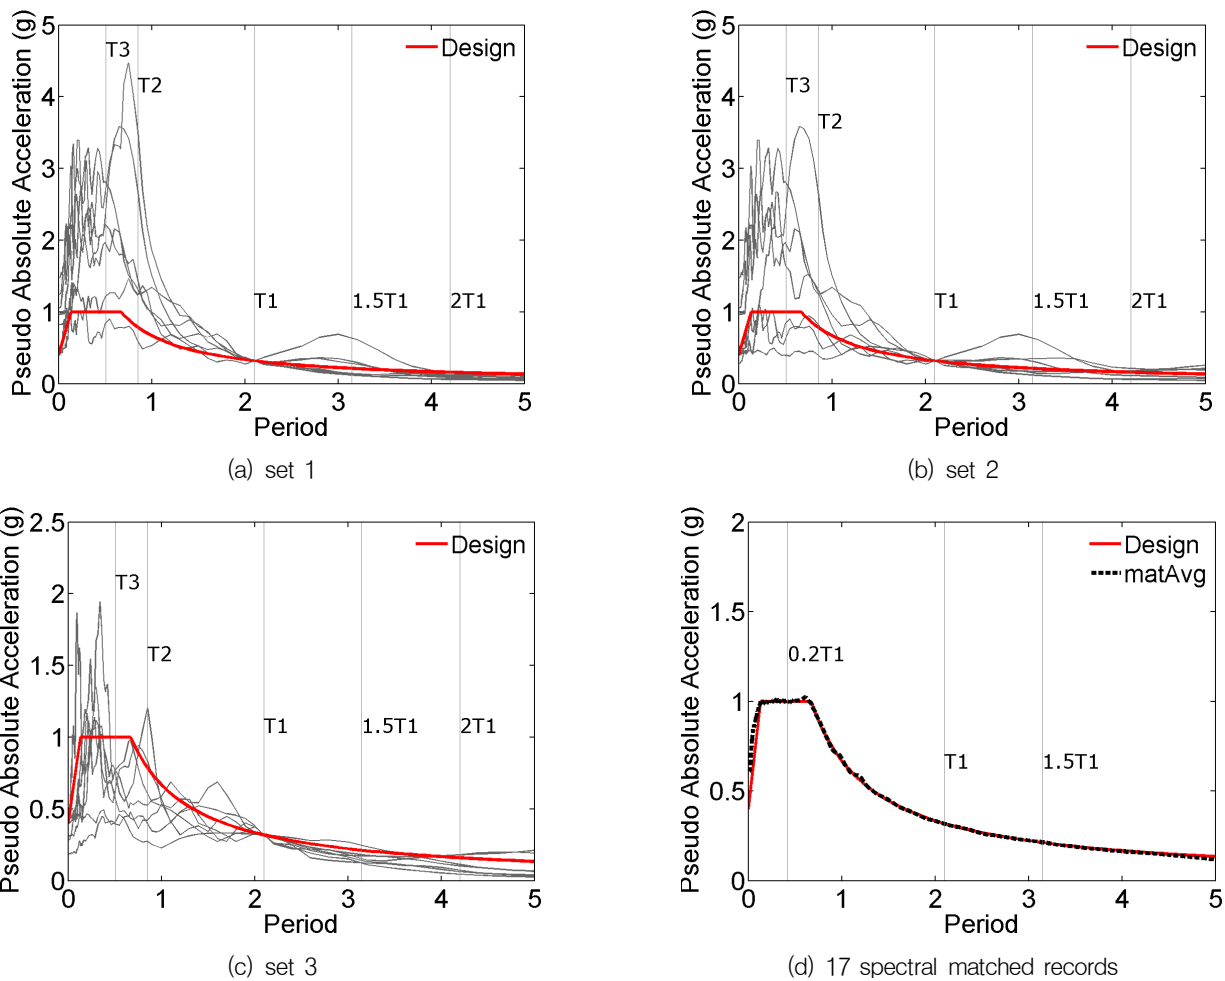 Pseudo Absolute Acceleration (g)
5
4
3
2
1
0
T3
T2
T1
1.5T1
2T1
Design
0 1 2 3 4 5
Period
(a) set 1
Pseudo Absolute Acceleration (g)
5
4
3
2
1
0
T3
T2
T1
1.5T1
2T1
Design
0 1 2 3 4 5
Period
(b) set 2
Pseudo Absolute Acceleration (g)
2.5
2
1.5
1
0.5
0
T3
T2
T1
1.5T1
2T1
Design
0 1 2 3 4 5
Period
(c) set 3
Pseudo Absolute Acceleration (g)
2
1.5
1
0.5
0
Design
matAvg
0.2T1
T1
1.5T1
0 1 2 3 4 5
Period
(d) 17 spectral matched records